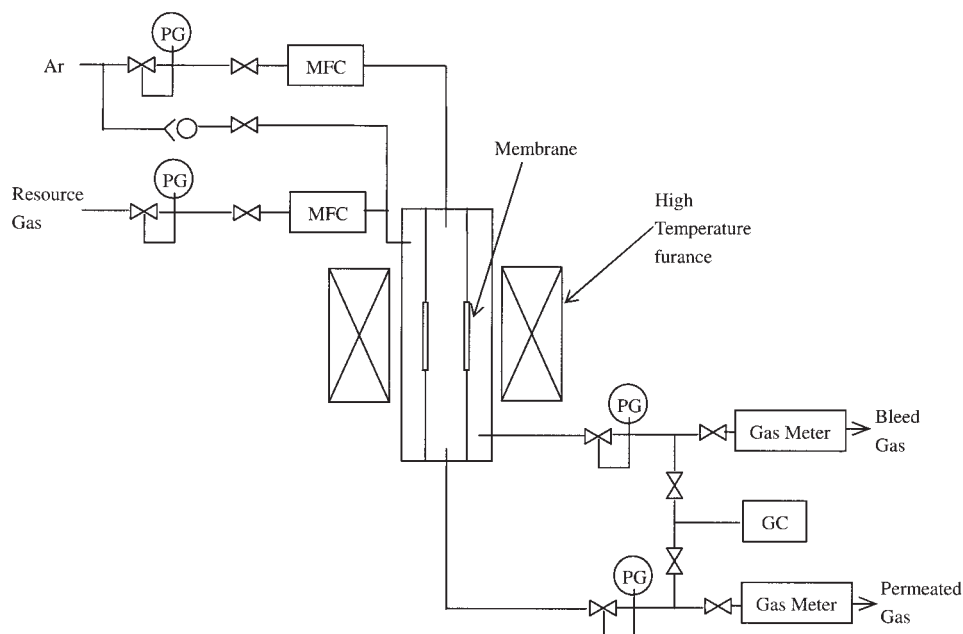 PG
Ar
MFC
Membrane
PG
Resource
Gas
MFC
High
Temperature
furance
PG
Gas Meter
Bleed
Gas
GC
PG
Gas Meter
Permeated
Gas